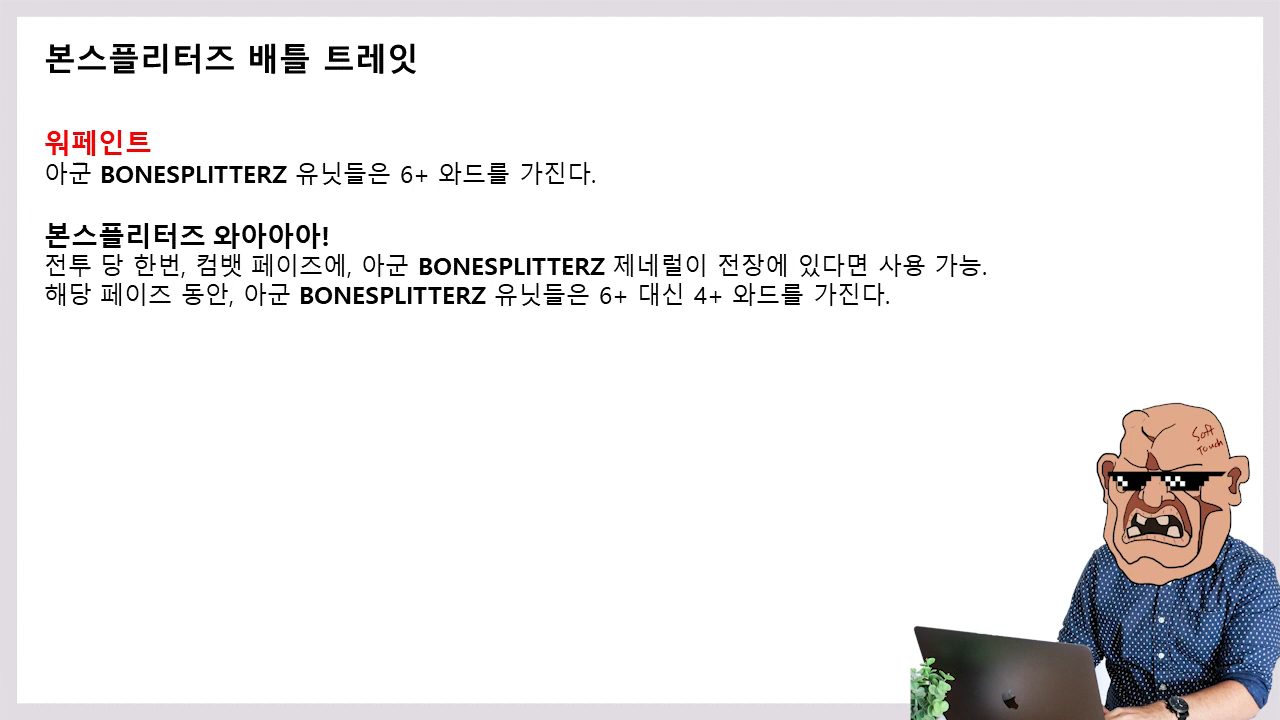 본스플리터즈 배틀 트레잇
워페인트
아군 BONESPLITTERZ 유닛들은 6+ 와드를 가진다.
본스플리터즈 와아아아!
전투 당 한번, 컴뱃 페이즈에, 아군 BONESPLITTERZ 제네럴이 전장에 있다면 사용 가능.
해당 페이즈 동안, 아군 BONESPLITTERZ 유닛들은 6+ 대신 4+ 와드를 가진다.
Soft
Touch